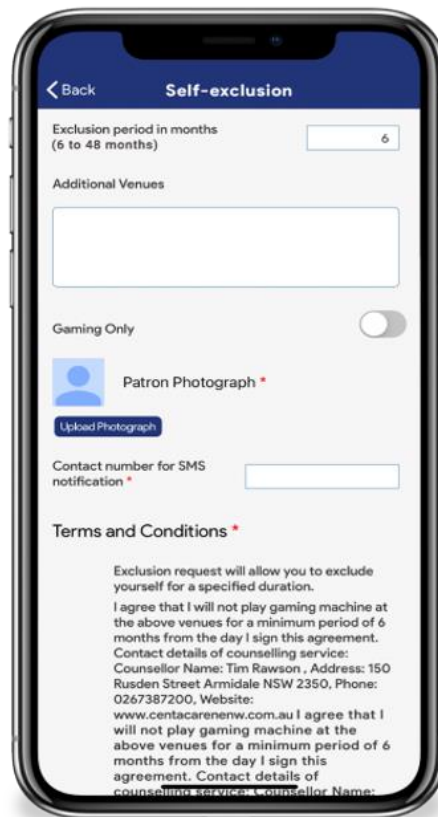 Back
Self-exclusion
Exclusion period in months
(6 to 48 months)
6
Additional Venues
Gaming Only
Patron Photograph *
Upload Photograph
Contact number for SMS
notification *
Terms and Conditions *
Exclusion request will allow you to exclude
yourself for a specified duration.
I agree that I will not play gaming machine at
the above venues for a minimum period of 6
months from the day I sign this agreement.
Contact details of counselling service:
Counsellor Name: Tim Rawson , Address: 150
Rusden Street Armidale NSW 2350, Phone:
0267387200, Website:
www.centacarenenw.com.au I agree that I
will not play gaming machine at the
above venues for a minimum period of 6
months from the day I sign this
agreement. Contact details of
counselling service: Counsellor Name: